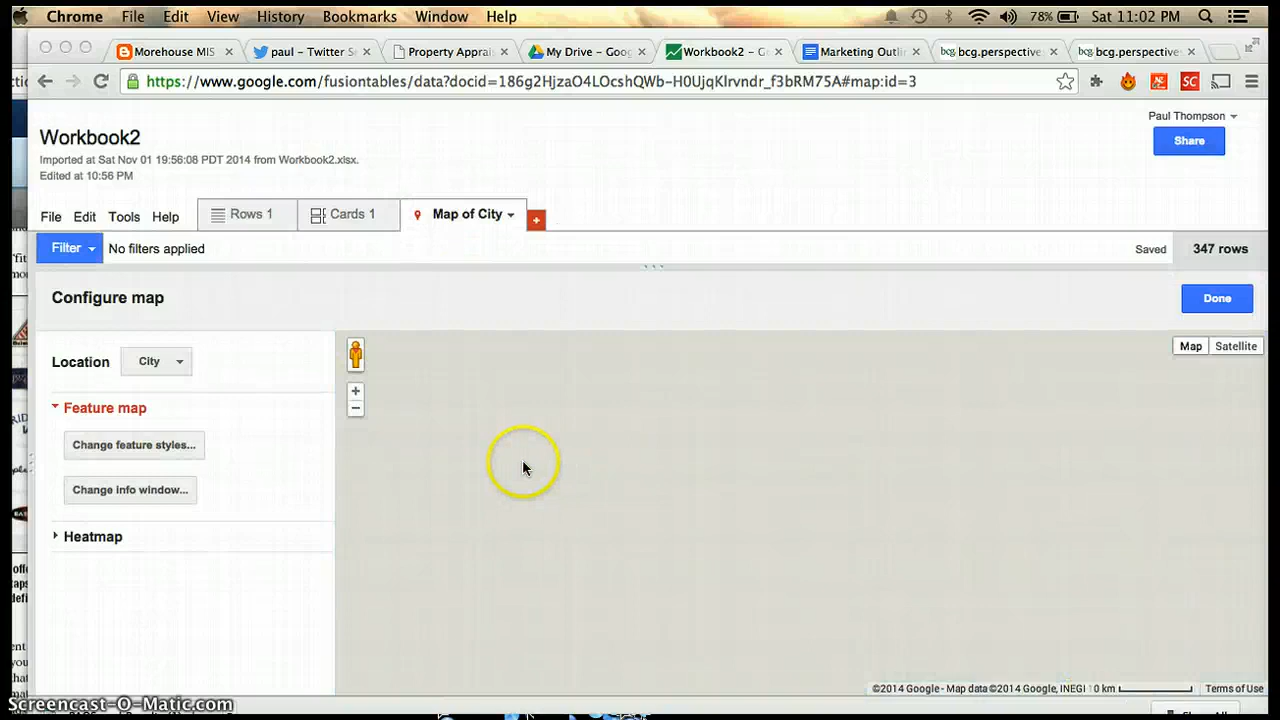 Chrome File Edit View History Bookmarks Window Help 78% Sat 11:02 PM
Morehouse MIS paul - Twitter S Property Apprai My Drive - Goog Workbook2 - G Marketing Outlin bcg.perspective bcg.perspective
https://www.google.com/fusiontables/data?docid=186g2HjzaO4LOcshQWb-H0UjqKlrvndr_f3bRM75A#map:id=3
Paul Thompson
Workbook2
Share
Imported at Sat Nov 01 19:56:08 PDT 2014 from Workbook2.xlsx.
Edited at 10:56 PM
File Edit Tools Help Rows 1 Cards 1 Map of City +
Filter No filters applied Saved 347 rows
Configure map Done
Location City Map Satellite
Feature map
Change feature styles...
Change info window...
Heatmap
©2014 Google - Map data ©2014 Google, INEGI 0 km Terms of Use
Screencast-O-Matic.com